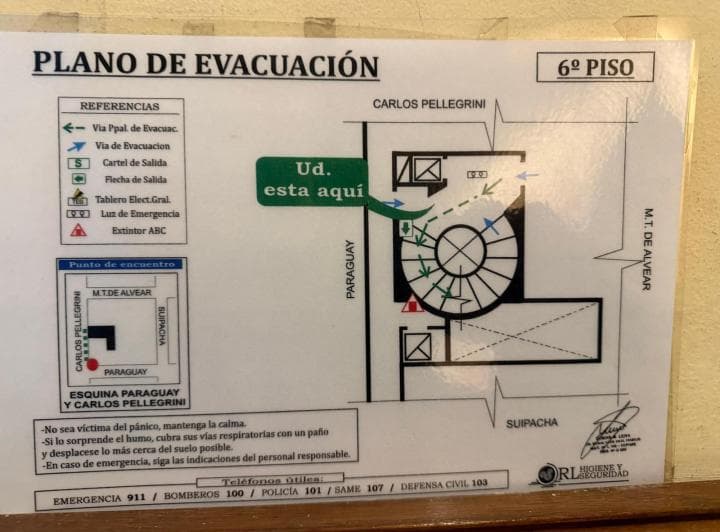 PLANO DE EVACUACIÓN
6º PISO
REFERENCIAS
Via Ppal. de Evacuac.
Via de Evacuacion
S
Cartel de Salida
Flecha de Salida
TEG
Tablero Elect.Gral.
Luz de Emergencia
Extintor ABC
CARLOS PELLEGRINI
Ud.
esta aquí
PARAGUAY
M.T. DE ALVEAR
SUIPACHA
Punto de encuentro
M.T.DE ALVEAR
CARLOS PELLEGRINI
SUIPACHA
PARAGUAY
ESQUINA PARAGUAY
Y CARLOS PELLEGRINI
-No sea víctima del pánico, mantenga la calma.
-Si lo sorprende el humo, cubra sus vías respiratorias con un paño
y desplacese lo más cerca del suelo posible.
-En caso de emergencia, siga las indicaciones del personal responsable.
Teléfonos útiles:
EMERGENCIA 911 / BOMBEROS 100 / POLICÍA 101 / SAME 107 / DEFENSA CIVIL 103
ORL HIGIENE Y
SEGURIDAD